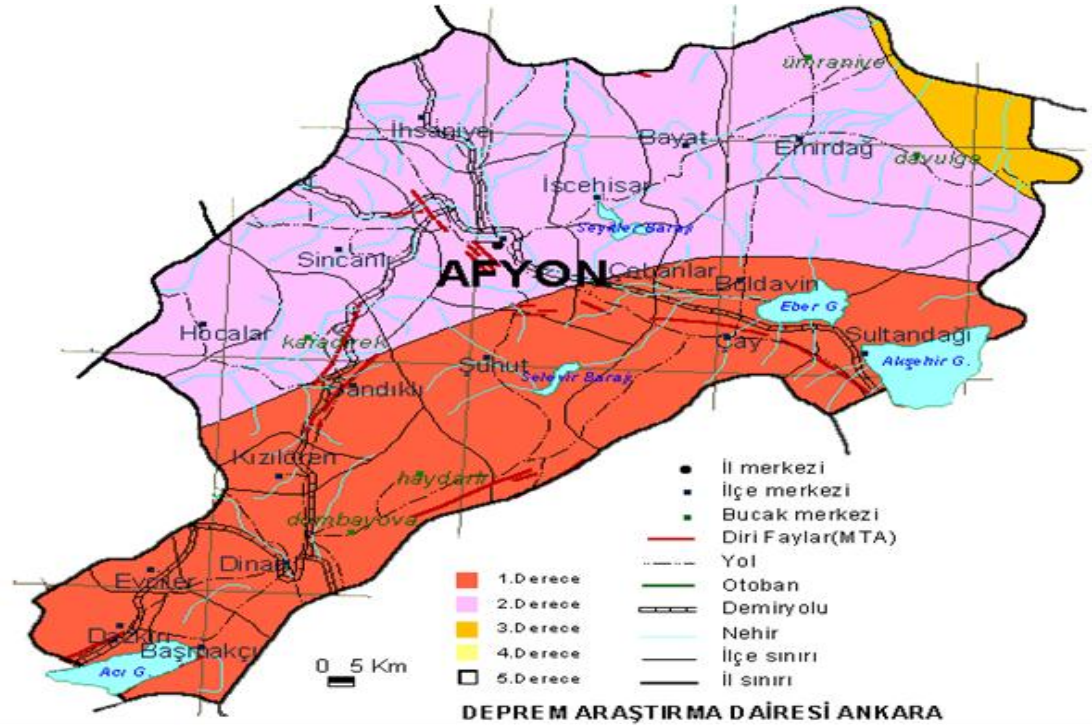 ümraniye
İhsaniye
Bayat
Emirdağ
davulga
İscehisar
Seyitler Barajı
Sincanlı
AFYON
Çobanlar
Bolvadin
Eber G.
Hocalar
karadirek
Şuhut
Çay
Sultandağı
Akşehir G.
Selevir Barajı
Sandıklı
Kızılören
haydarlı
dombayova
Dinar
Evciler
Dazkırı
Başmakçı
Acı G.
İl merkezi
İlçe merkezi
Bucak merkezi
Diri Faylar(MTA)
Yol
Otoban
Demiryolu
Nehir
İlçe sınırı
İl sınırı
1.Derece
2.Derece
3.Derece
4.Derece
5.Derece
0 5 Km
DEPREM ARAŞTIRMA DAİRESİ ANKARA